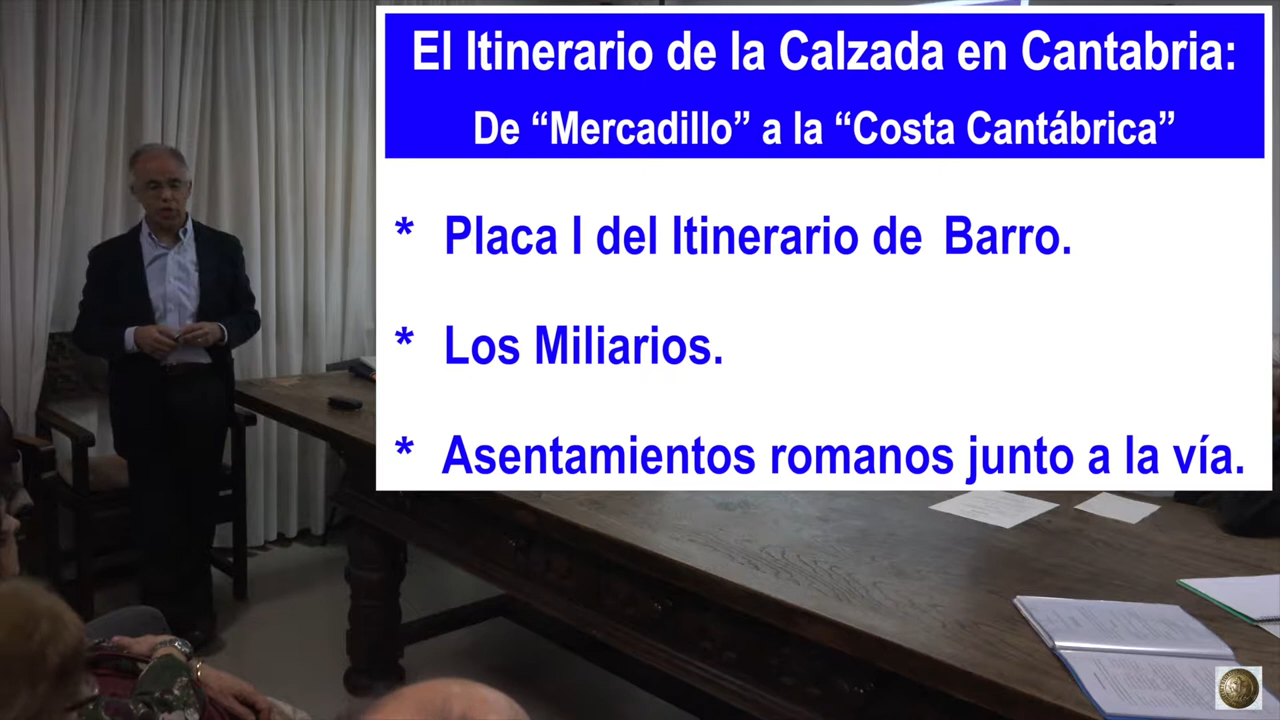 El Itinerario de la Calzada en Cantabria:
De “Mercadillo” a la “Costa Cantábrica”
* Placa I del Itinerario de Barro.
* Los Miliarios.
* Asentamientos romanos junto a la vía.